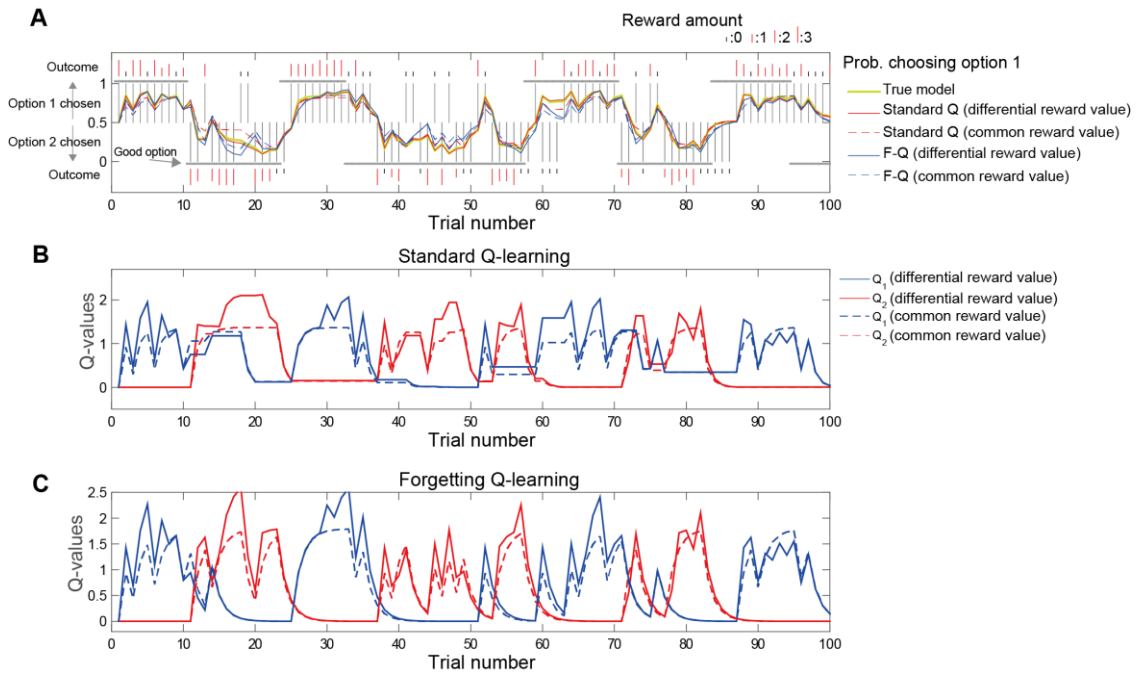 A
Reward amount
:0 :1 :2 :3
Outcome
1
Option 1 chosen
0.5
Option 2 chosen
0
Good option
Outcome
0 10 20 30 40 50 60 70 80 90 100
Trial number
Prob. choosing option 1
True model
Standard Q (differential reward value)
Standard Q (common reward value)
F-Q (differential reward value)
F-Q (common reward value)
B
Standard Q-learning
Q-values
2
1
0
0 10 20 30 40 50 60 70 80 90 100
Trial number
Q1 (differential reward value)
Q2 (differential reward value)
Q1 (common reward value)
Q2 (common reward value)
C
Forgetting Q-learning
Q-values
2.5
2
1.5
1
0.5
0
0 10 20 30 40 50 60 70 80 90 100
Trial number